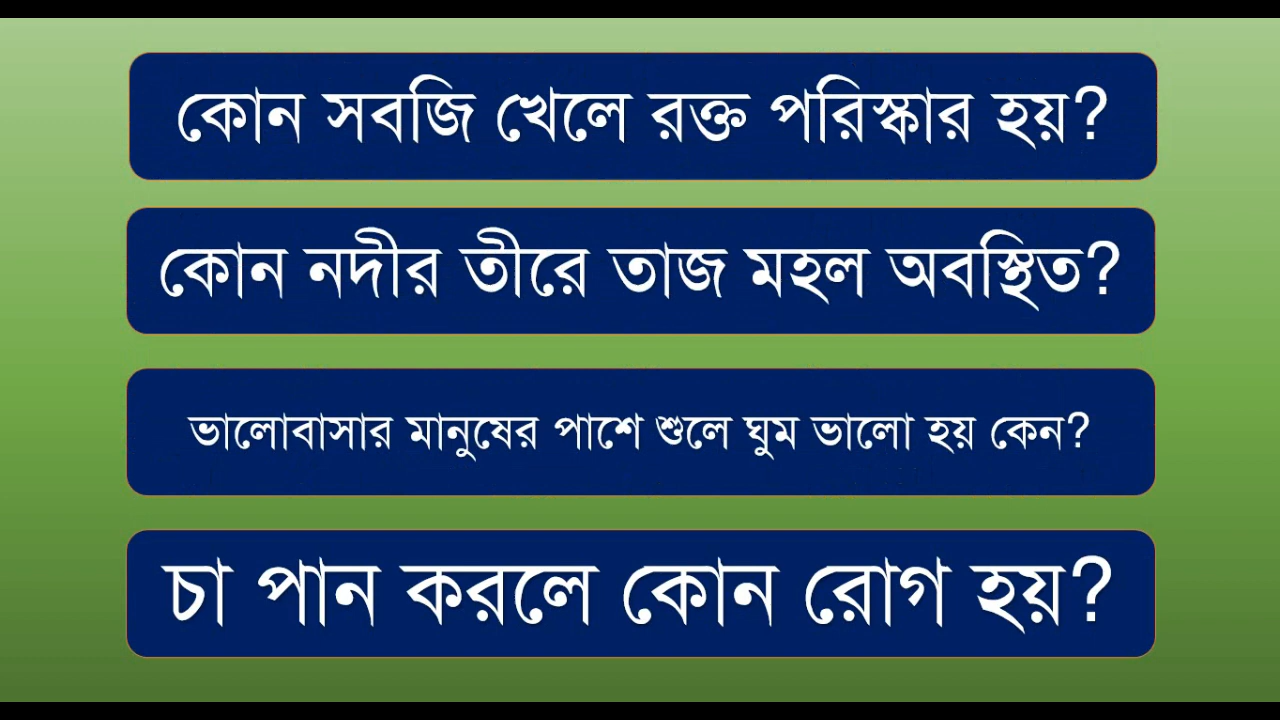 কোন সবজি খেলে রক্ত পরিস্কার হয়?
কোন নদীর তীরে তাজ মহল অবস্থিত?
ভালোবাসার মানুষের পাশে শুলে ঘুম ভালো হয় কেন?
চা পান করলে কোন রোগ হয়?